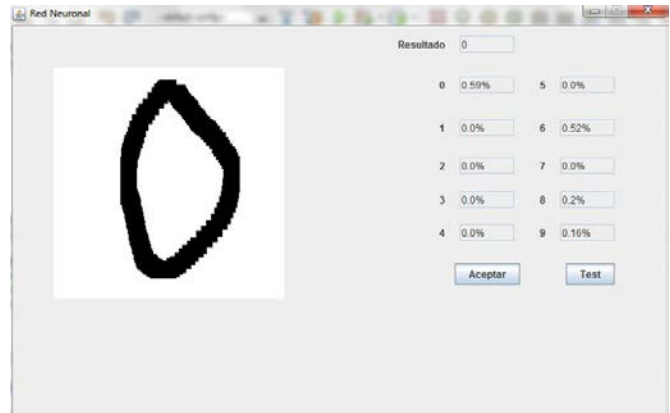 Red Neuronal
Resultado 0
0 0.59% 5 0.0%
1 0.0% 6 0.52%
2 0.0% 7 0.0%
3 0.0% 8 0.2%
4 0.0% 9 0.16%
Aceptar Test